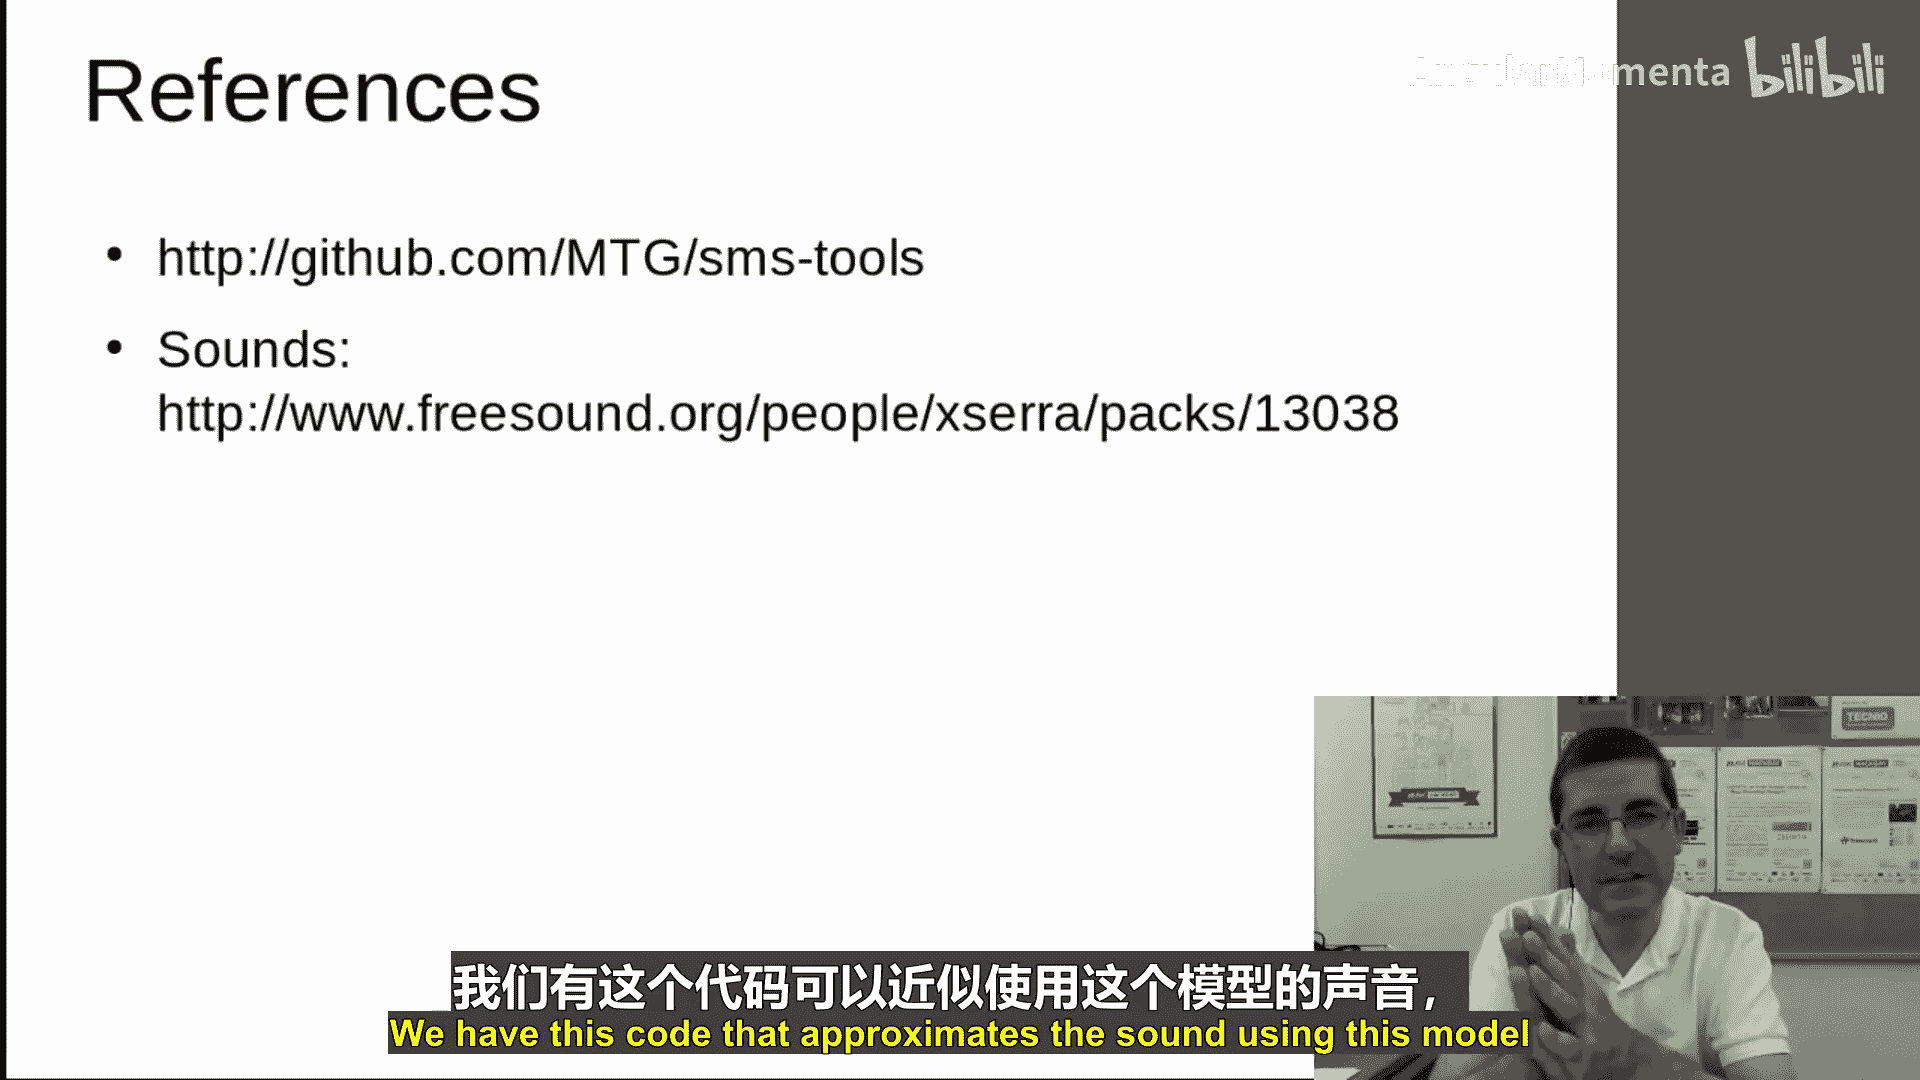 References
menta bilibili
• http://github.com/MTG/sms-tools
• Sounds:
http://www.freesound.org/people/xserra/packs/13038
TECNIO
我们有这个代码可以近似使用这个模型的声音，
We have this code that approximates the sound using this model